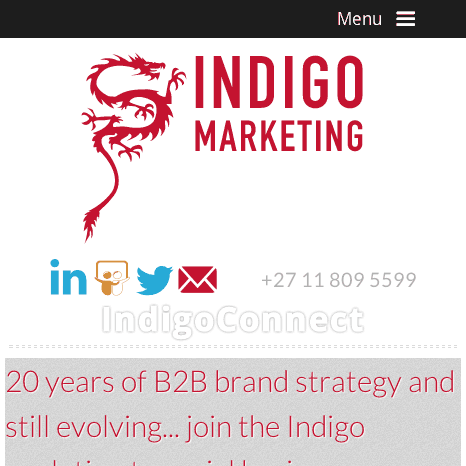 Menu
INDIGO
MARKETING
in
+27 11 809 5599
IndigoConnect
20 years of B2B brand strategy and
still evolving... join the Indigo